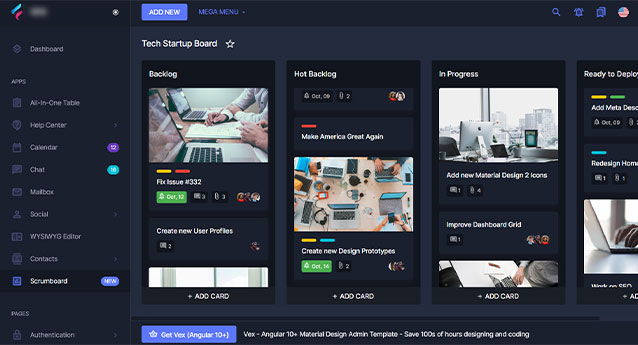 ADD NEW
MEGA MENU
Dashboard
Tech Startup Board
APPS
All-In-One Table
Help Center
Calendar
12
Chat
16
Mailbox
Social
WYSIWYG Editor
Contacts
Scrumboard
NEW
PAGES
Authentication
Backlog
Fix Issue #332
Oct, 12
3
3
Create new User Profiles
2
+ ADD CARD
Hot Backlog
Oct, 09
2
Make America Great Again
Create new Design Prototypes
Oct, 14
2
+ ADD CARD
In Progress
Add new Material Design 2 Icons
1
4
Improve Dashboard Grid
1
+ ADD CARD
Ready to Deploy
Add Meta Desc
Oct, 09
Redesign Home
1
1
Work on SEO
+ ADD CARD
Get Vex (Angular 10+)
Vex - Angular 10+ Material Design Admin Template - Save 100s of hours designing and coding